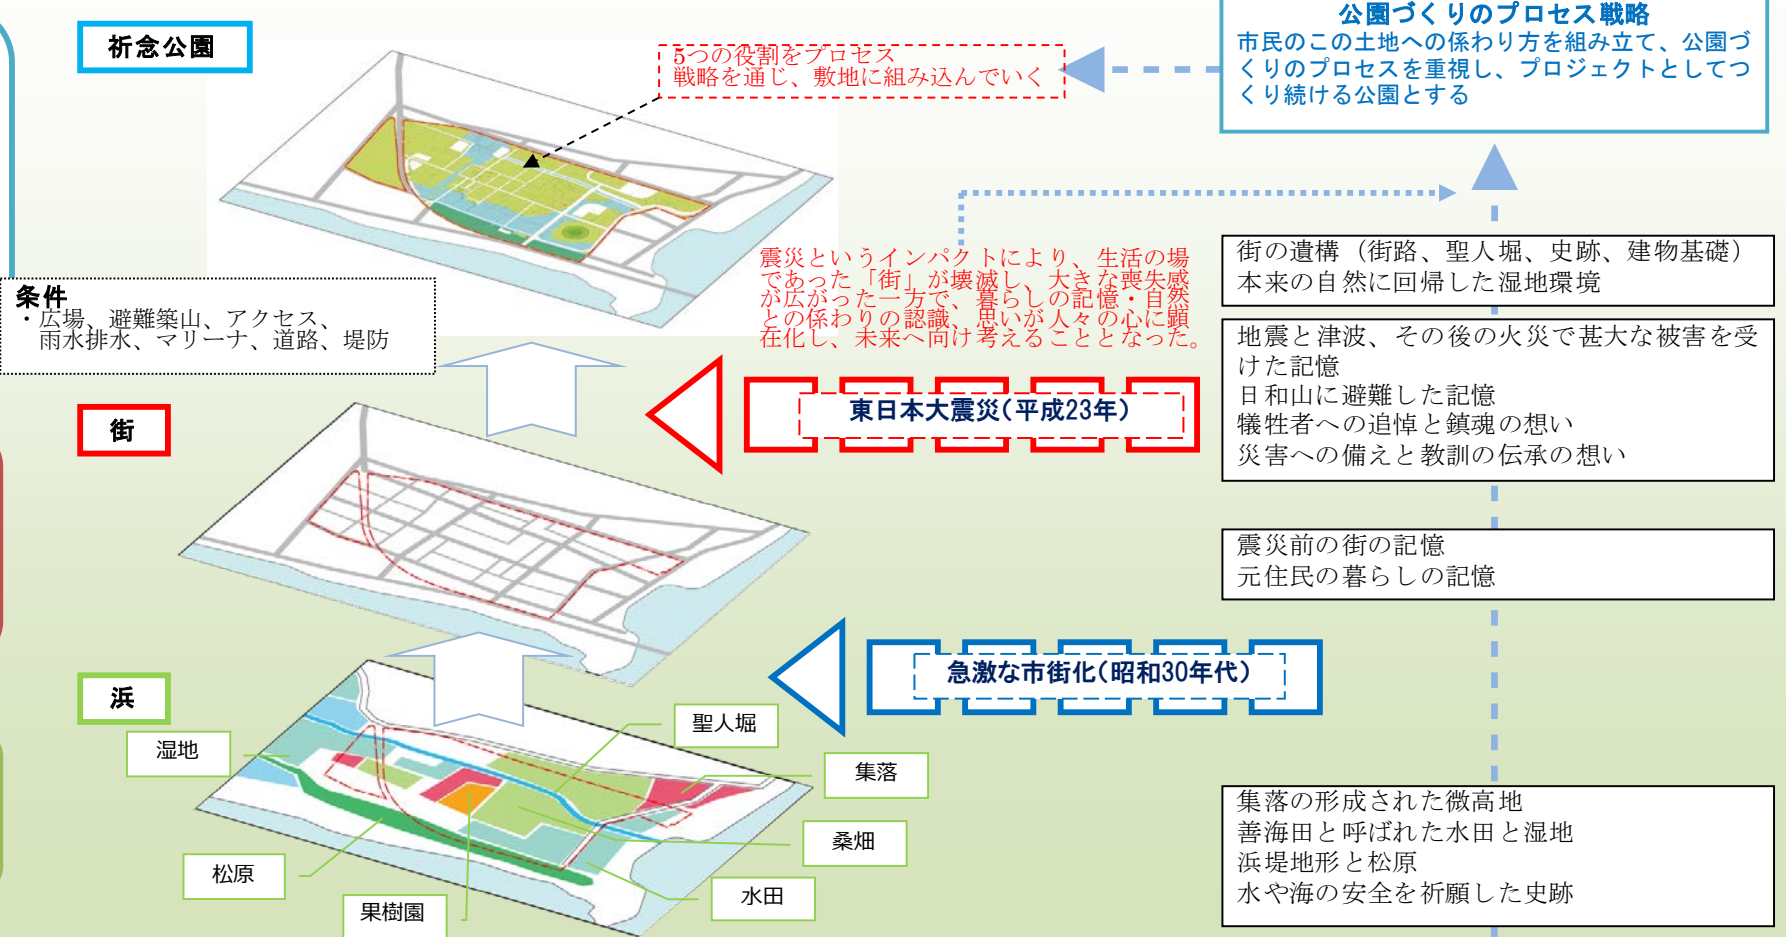 祈念公園
5つの役割をプロセス
戦略を通じ、敷地に組み込んでいく
公園づくりのプロセス戦略
市民のこの土地への係わり方を組み立て、公園づ
くりのプロセスを重視し、プロジェクトとしてつ
くり続ける公園とする
条件
・広場、避難築山、アクセス、
雨水排水、マリーナ、道路、堤防
震災というインパクトにより、生活の場
であった「街」が壊滅し、大きな喪失感
が広がった一方で、暮らしの記憶・自然
との係わりの認識、思いが人々の心に顕
在化し、未来へ向け考えることとなった。
街の遺構（街路、聖人堀、史跡、建物基礎）
本来の自然に回帰した湿地環境
地震と津波、その後の火災で甚大な被害を受
けた記憶
日和山に避難した記憶
犠牲者への追悼と鎮魂の想い
災害への備えと教訓の伝承の想い
街
東日本大震災(平成23年)
震災前の街の記憶
元住民の暮らしの記憶
浜
急激な市街化(昭和30年代)
湿地
聖人堀
集落
桑畑
水田
松原
果樹園
集落の形成された微高地
善海田と呼ばれた水田と湿地
浜堤地形と松原
水や海の安全を祈願した史跡